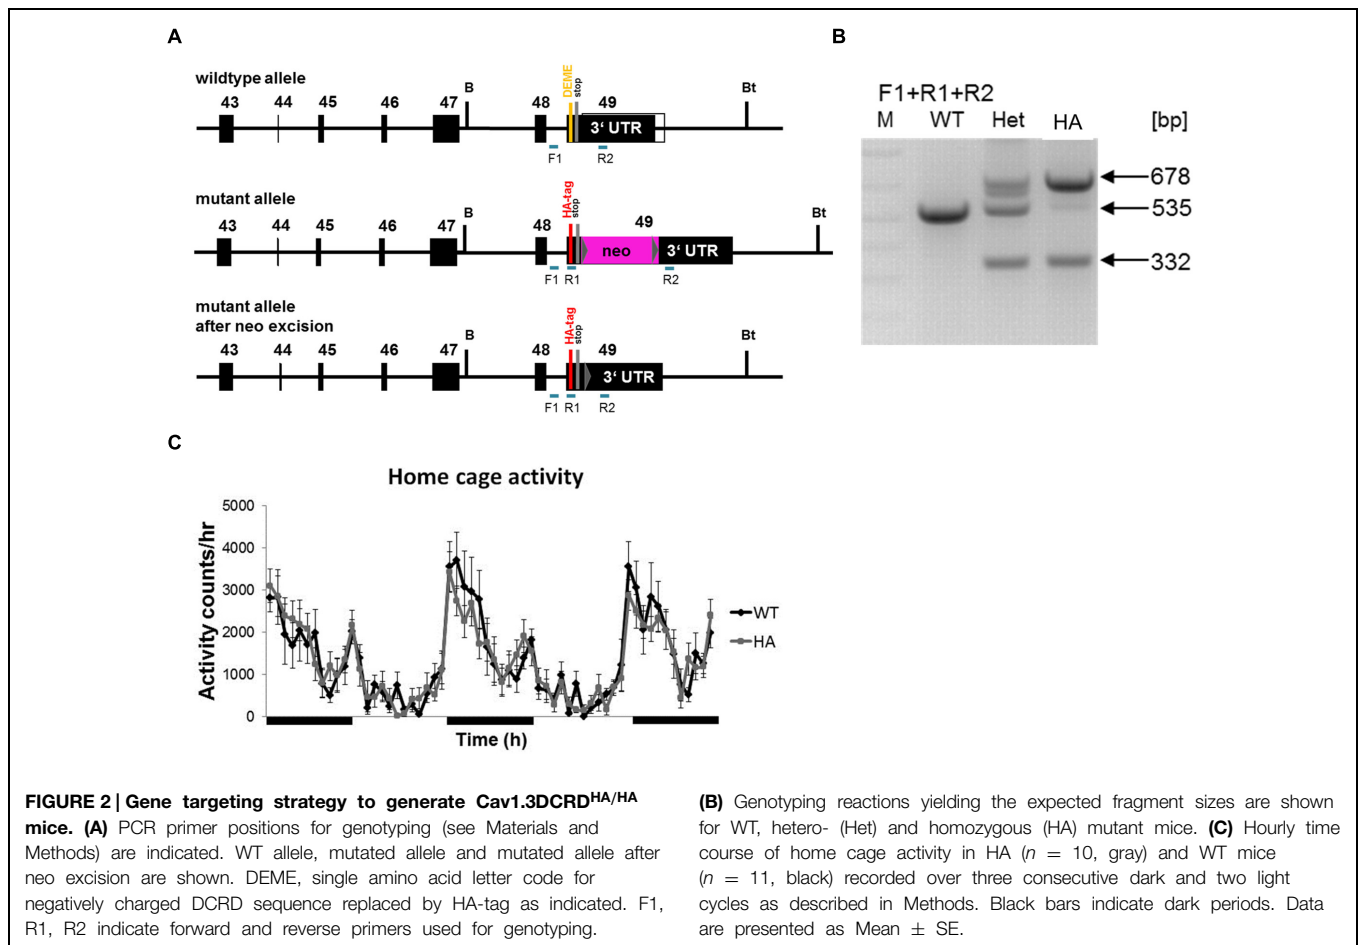 A
wildtype allele
43 44 45 46 47 B 48 DEME stop 49 Bt
3' UTR
F1 R2
mutant allele
43 44 45 46 47 B 48 HA-tag stop 49 Bt
neo 3' UTR
F1 R1 R2
mutant allele
after neo excision
43 44 45 46 47 B 48 HA-tag stop 49 Bt
3' UTR
F1 R1 R2
B
F1+R1+R2
M WT Het HA [bp]
678
535
332
C
Home cage activity
Activity counts/hr
5000
4000
3000
2000
1000
0
Time (h)
WT
HA
FIGURE 2 | Gene targeting strategy to generate Cav1.3DCRD^HA/HA
mice. (A) PCR primer positions for genotyping (see Materials and
Methods) are indicated. WT allele, mutated allele and mutated allele after
neo excision are shown. DEME, single amino acid letter code for
negatively charged DCRD sequence replaced by HA-tag as indicated. F1,
R1, R2 indicate forward and reverse primers used for genotyping.
(B) Genotyping reactions yielding the expected fragment sizes are shown
for WT, hetero- (Het) and homozygous (HA) mutant mice. (C) Hourly time
course of home cage activity in HA (n = 10, gray) and WT mice
(n = 11, black) recorded over three consecutive dark and two light
cycles as described in Methods. Black bars indicate dark periods. Data
are presented as Mean ± SE.